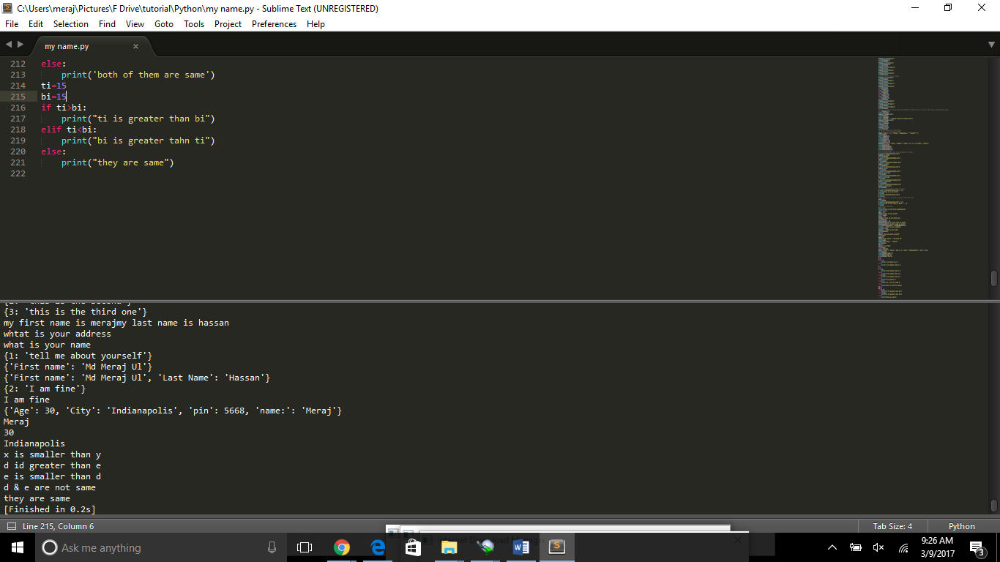 C:\Users\meraj\Pictures\F Drive\tutorial\Python\my name.py - Sublime Text (UNREGISTERED)
File Edit Selection Find View Goto Tools Project Preferences Help
my name.py
212 else:
213 print('both of them are same')
214 ti=15
215 bi=15
216 if ti>bi:
217 print("ti is greater than bi")
218 elif ti<bi:
219 print("bi is greater tahn ti")
220 else:
221 print("they are same")
222
{3: 'this is the third one'}
my first name is merajmy last name is hassan
whtat is your address
what is your name
{1: 'tell me about yourself'}
{'First name': 'Md Meraj Ul'}
{'First name': 'Md Meraj Ul', 'Last Name': 'Hassan'}
{2: 'I am fine'}
I am fine
{'Age': 30, 'City': 'Indianapolis', 'pin': 5668, 'name:': 'Meraj'}
Meraj
30
Indianapolis
x is smaller than y
d id greater than e
e is smaller than d
d & e are not same
they are same
[Finished in 0.2s]
Line 215, Column 6 Tab Size: 4 Python
Ask me anything
9:26 AM
3/9/2017
3